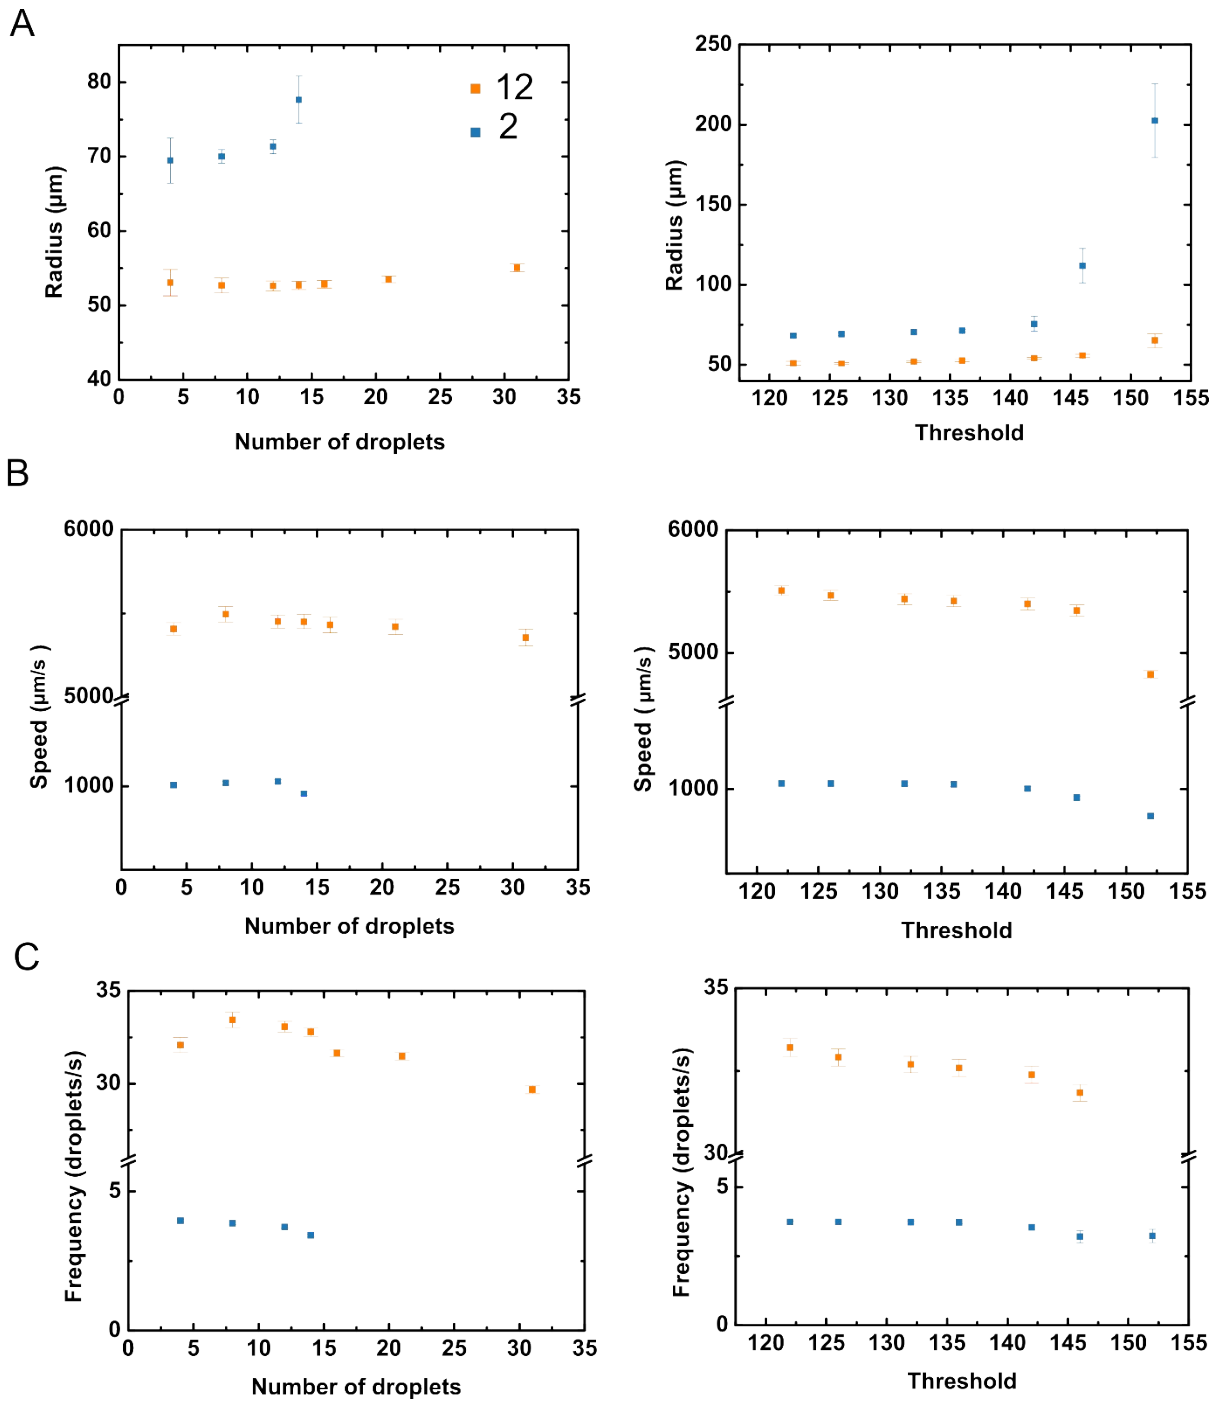 A
80
70
60
50
40
0 5 10 15 20 25 30 35
Radius (µm)
Number of droplets
12
2
250
200
150
100
50
120 125 130 135 140 145 150 155
Radius (µm)
Threshold
B
6000
5000
1000
0 5 10 15 20 25 30 35
Speed (µm/s )
Number of droplets
6000
5000
1000
120 125 130 135 140 145 150 155
Speed ( µm/s )
Threshold
C
35
30
5
0
0 5 10 15 20 25 30 35
Frequency (droplets/s)
Number of droplets
35
30
5
0
120 125 130 135 140 145 150 155
Frequency (droplets/s)
Threshold